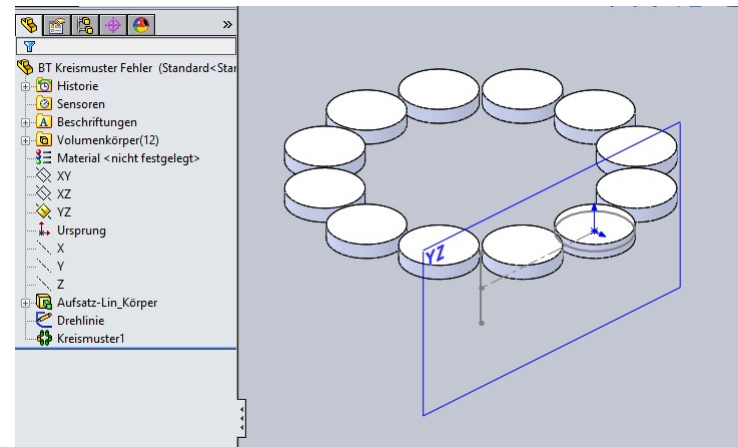 »
BT Kreismuster Fehler (Standard<Star
Historie
Sensoren
A Beschriftungen
Volumenkörper(12)
Material <nicht festgelegt>
XY
XZ
YZ
Ursprung
X
Y
Z
Aufsatz-Lin_Körper
Drehlinie
Kreismuster1
YZ